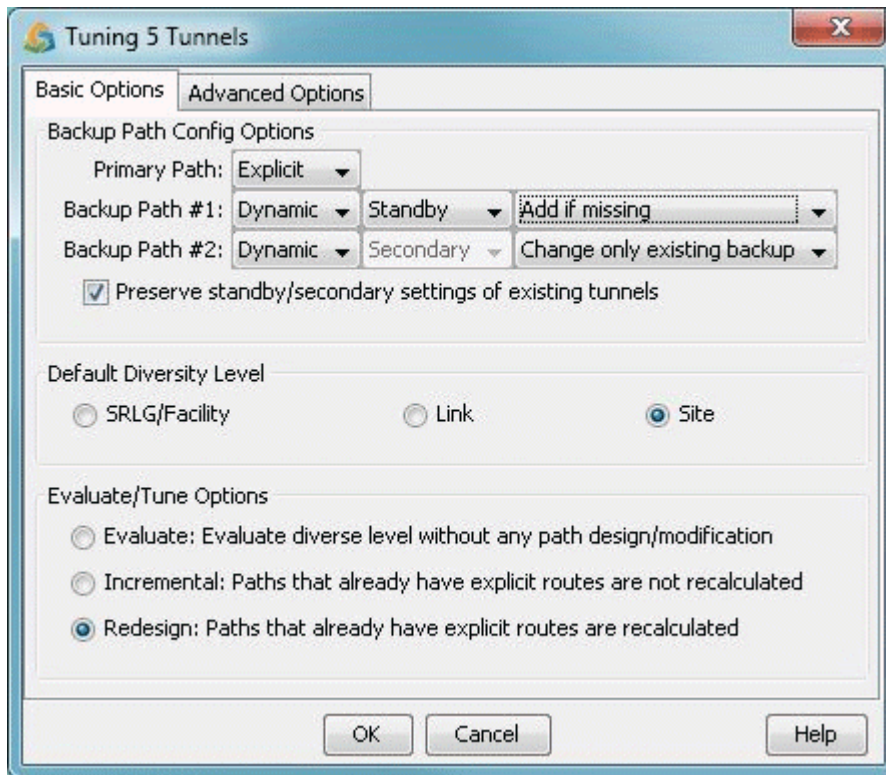 Tuning 5 Tunnels
Basic Options Advanced Options
Backup Path Config Options
Primary Path: Explicit
Backup Path #1: Dynamic Standby Add if missing
Backup Path #2: Dynamic Secondary Change only existing backup
Preserve standby/secondary settings of existing tunnels
Default Diversity Level
SRLG/Facility Link Site
Evaluate/Tune Options
Evaluate: Evaluate diverse level without any path design/modification
Incremental: Paths that already have explicit routes are not recalculated
Redesign: Paths that already have explicit routes are recalculated
OK Cancel Help